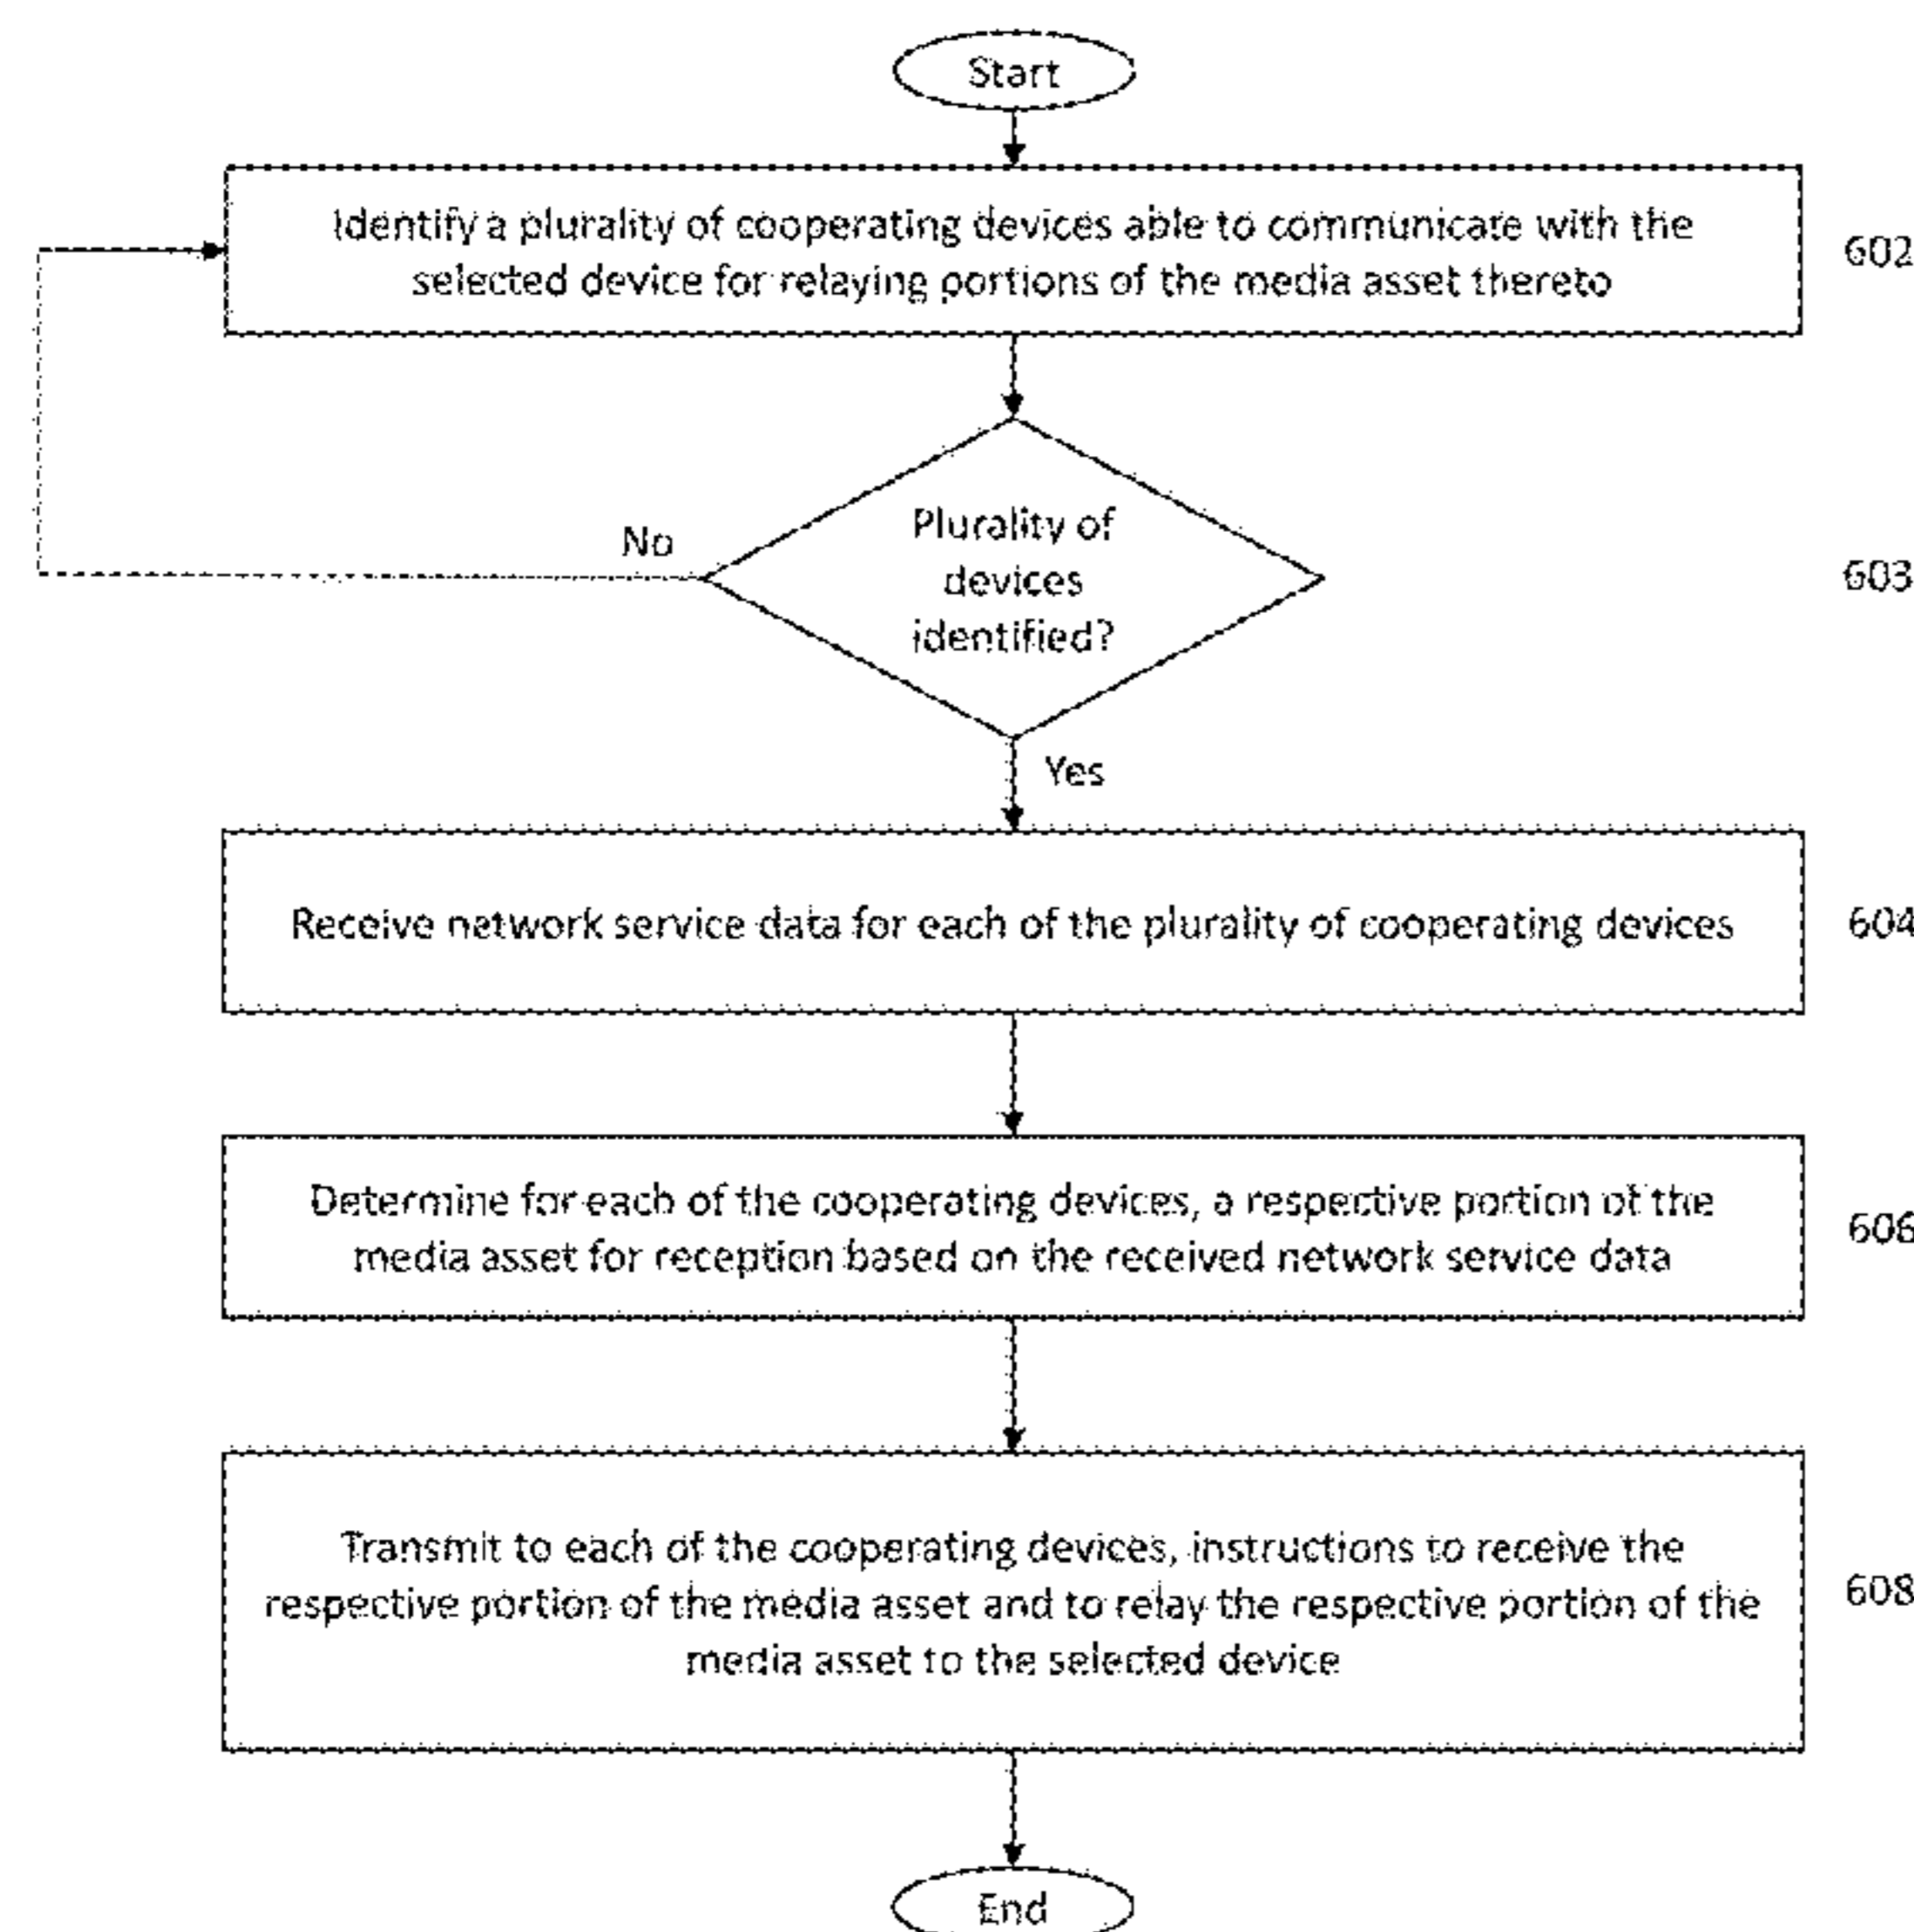 Start
Identify a plurality of cooperating devices able to communicate with the
selected device for relaying portions of the media asset thereto
602
No
Plurality of
devices
identified?
603
Yes
Receive network service data for each of the plurality of cooperating devices
604
Determine for each of the cooperating devices, a respective portion of the
media asset for reception based on the received network service data
606
Transmit to each of the cooperating devices, instructions to receive the
respective portion of the media asset and to relay the respective portion of the
media asset to the selected device
608
End